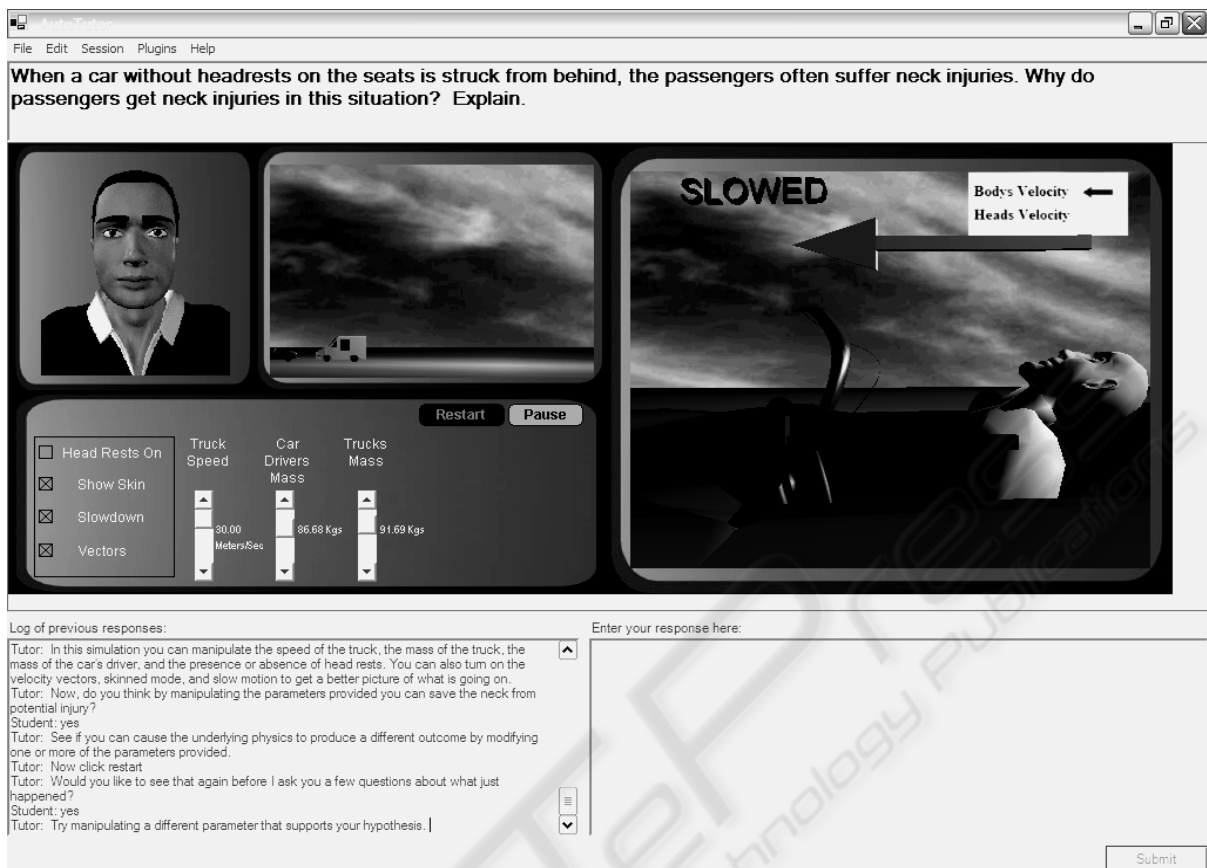 AutoTutor
File Edit Session Plugins Help
When a car without headrests on the seats is struck from behind, the passengers often suffer neck injuries. Why do
passengers get neck injuries in this situation? Explain.
SLOWED
Bodys Velocity
Heads Velocity
Restart Pause
Head Rests On
Show Skin
Slowdown
Vectors
Truck
Speed
30.00
Meters/Sec
Car
Drivers
Mass
86.68 Kgs
Trucks
Mass
91.69 Kgs
Log of previous responses:
Tutor: In this simulation you can manipulate the speed of the truck, the mass of the truck, the
mass of the car's driver, and the presence or absence of head rests. You can also turn on the
velocity vectors, skinned mode, and slow motion to get a better picture of what is going on.
Tutor: Now, do you think by manipulating the parameters provided you can save the neck from
potential injury?
Student: yes
Tutor: See if you can cause the underlying physics to produce a different outcome by modifying
one or more of the parameters provided.
Tutor: Now click restart
Tutor: Would you like to see that again before I ask you a few questions about what just
happened?
Student: yes
Tutor: Try manipulating a different parameter that supports your hypothesis.
Enter your response here:
Submit